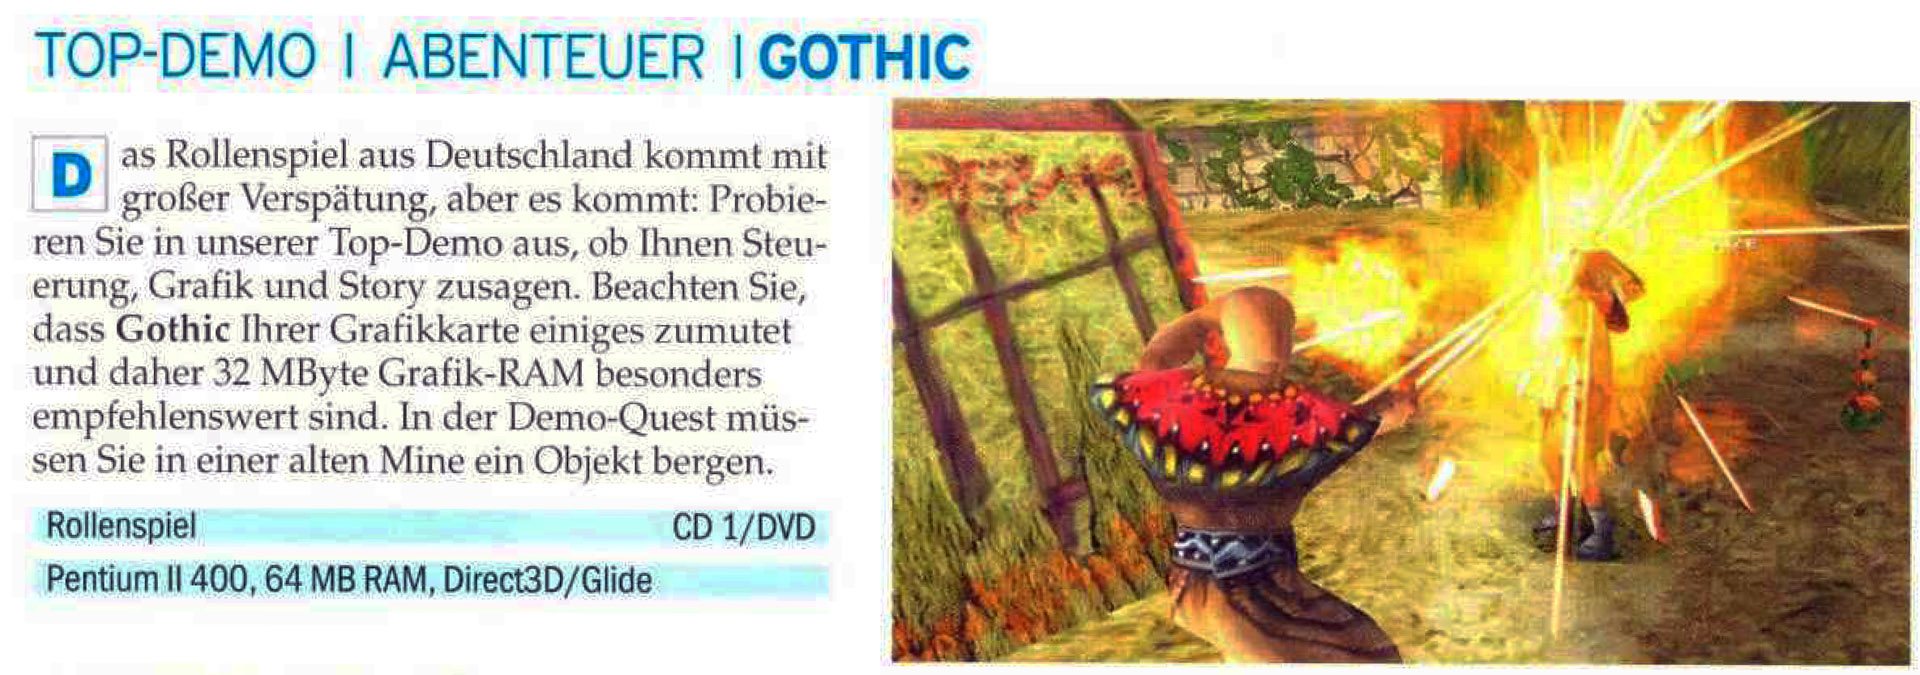 TOP-DEMO | ABENTEUER | GOTHIC
Das Rollenspiel aus Deutschland kommt mit
großer Verspätung, aber es kommt: Probie-
ren Sie in unserer Top-Demo aus, ob Ihnen Steu-
erung, Grafik und Story zusagen. Beachten Sie,
dass Gothic Ihrer Grafikkarte einiges zumutet
und daher 32 MByte Grafik-RAM besonders
empfehlenswert sind. In der Demo-Quest müs-
sen Sie in einer alten Mine ein Objekt bergen.
Rollenspiel CD 1/DVD
Pentium II 400, 64 MB RAM, Direct3D/Glide